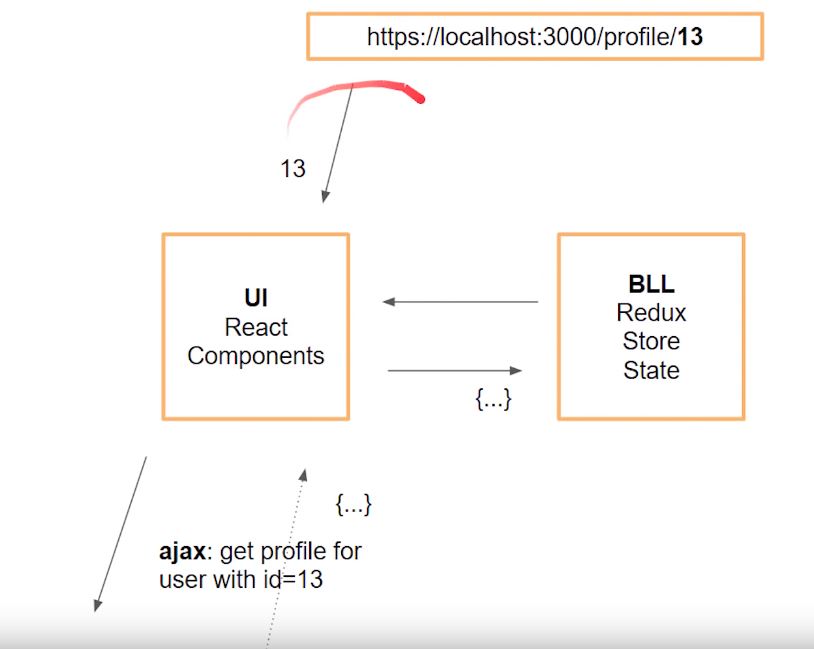 https://localhost:3000/profile/13
13
UI
React
Components
BLL
Redux
Store
State
{...}
{...}
ajax: get profile for
user with id=13